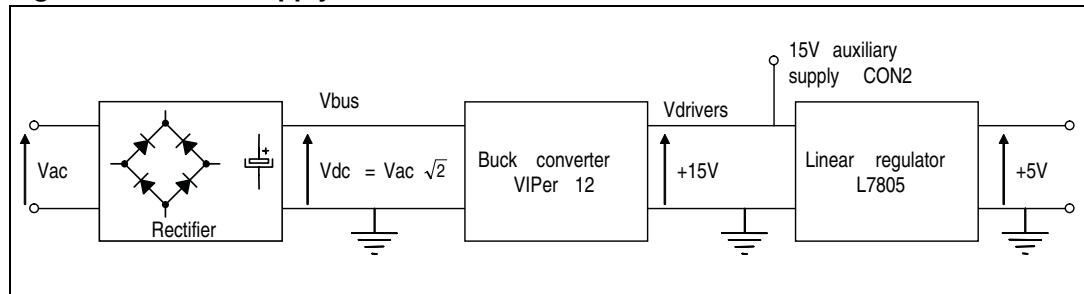 15V auxiliary
supply CON2
Vbus
Vdrivers
Vac
+
Vdc = Vac √2
Buck converter
VIPer 12
+15V
Linear regulator
L7805
+5V
Rectifier